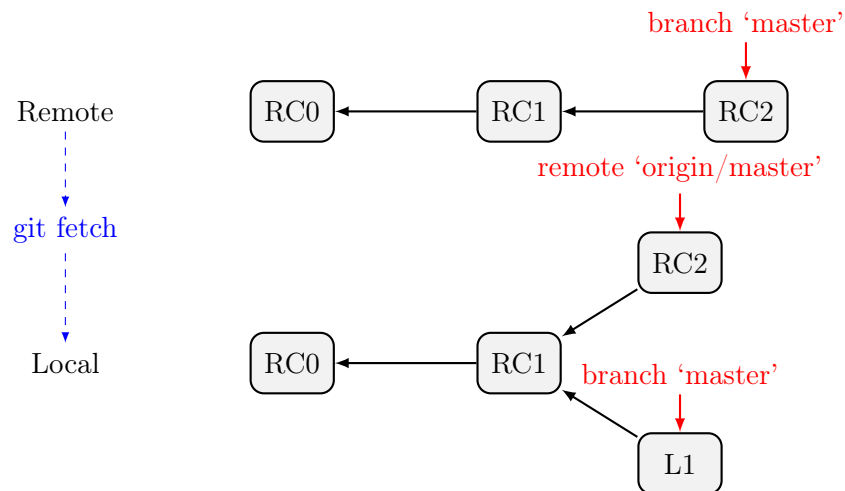 branch ‘master’
Remote
RC0
RC1
RC2
remote ‘origin/master’
git fetch
RC2
Local
RC0
RC1
branch ‘master’
L1